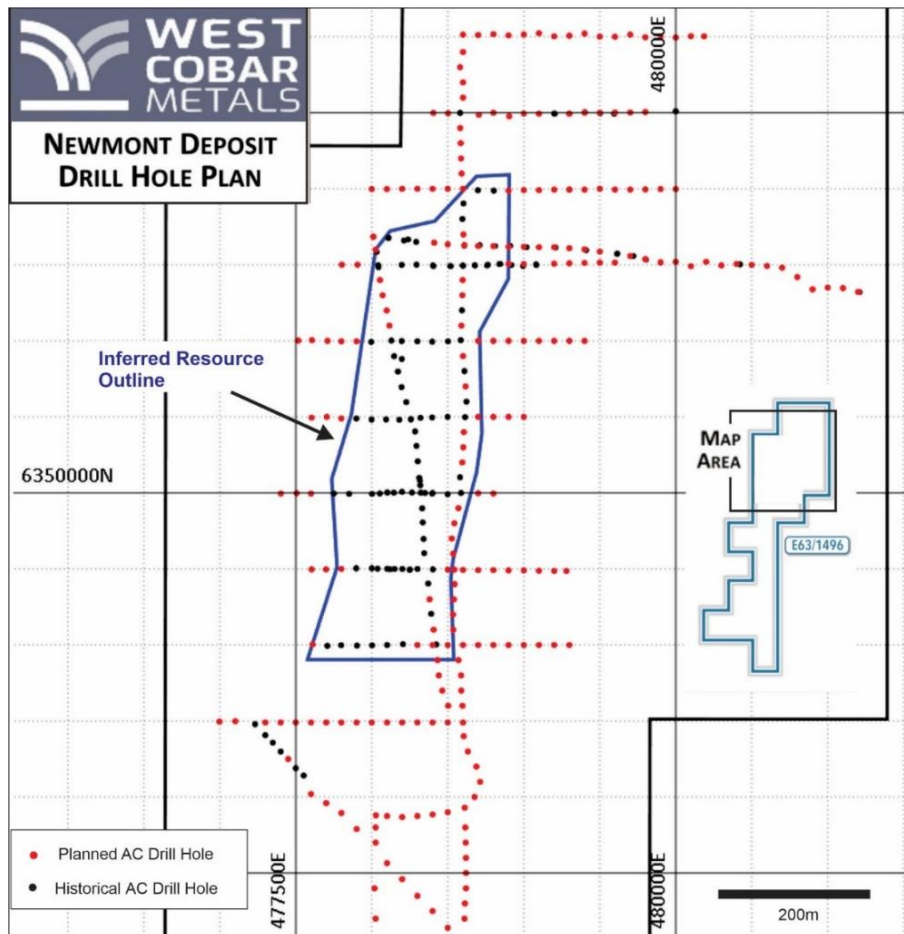 WEST
COBAR
METALS
NEWMONT DEPOSIT
DRILL HOLE PLAN
480000E
Inferred Resource
Outline
MAP
AREA
6350000N
E63/1496
Planned AC Drill Hole
Historical AC Drill Hole
477500E
480000E
200m